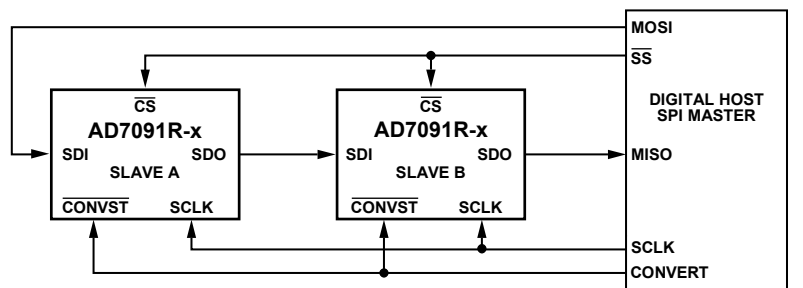 MOSI
SS
DIGITAL HOST
SPI MASTER
CS
AD7091R-x
SDI
SDO
SLAVE A
CONVST
SCLK
CS
AD7091R-x
SDI
SDO
SLAVE B
CONVST
SCLK
MISO
SCLK
CONVERT